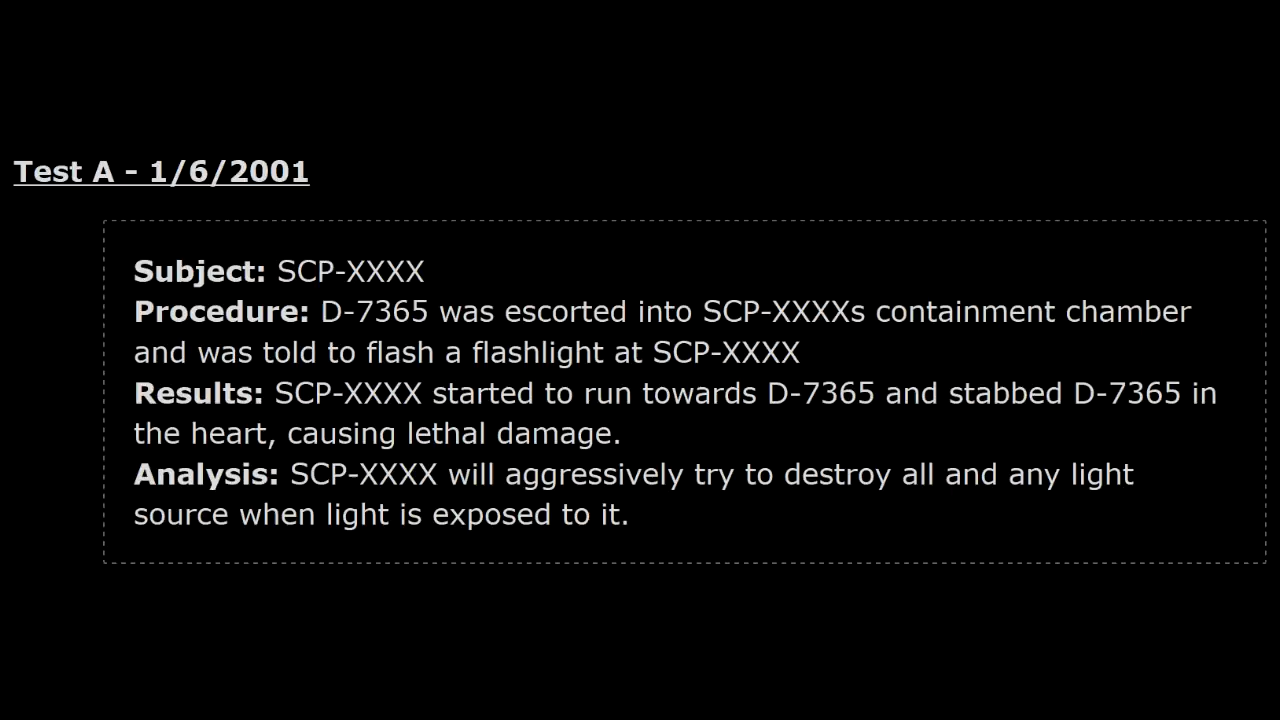 Test A - 1/6/2001
Subject: SCP-XXXX
Procedure: D-7365 was escorted into SCP-XXXXs containment chamber
and was told to flash a flashlight at SCP-XXXX
Results: SCP-XXXX started to run towards D-7365 and stabbed D-7365 in
the heart, causing lethal damage.
Analysis: SCP-XXXX will aggressively try to destroy all and any light
source when light is exposed to it.